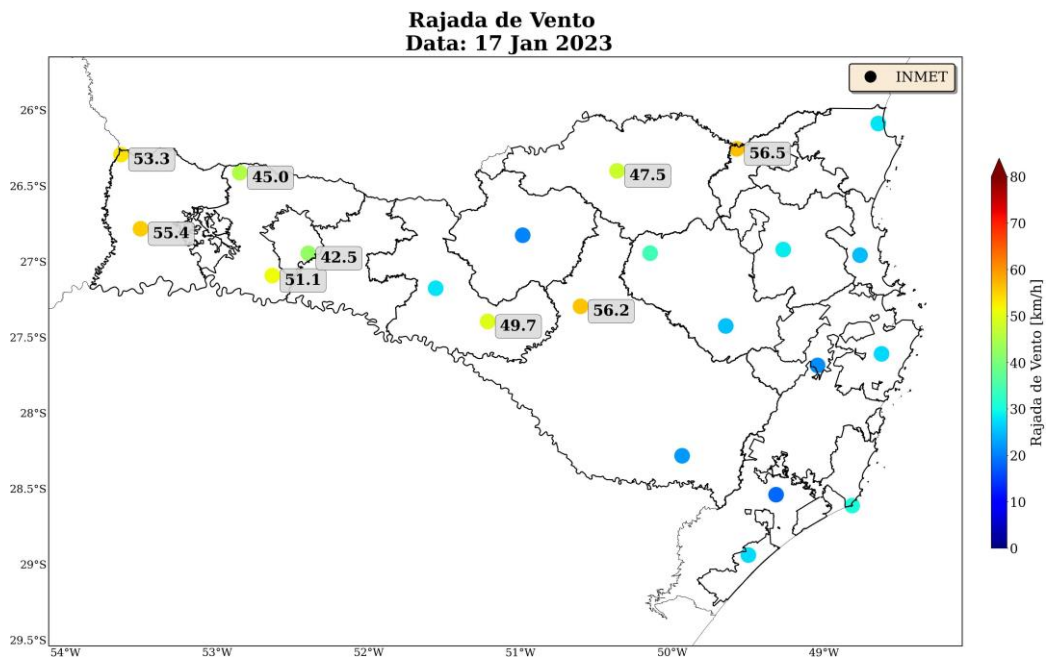 Rajada de Vento
Data: 17 Jan 2023
INMET
26°S
26.5°S
27°S
27.5°S
28°S
28.5°S
29°S
29.5°S
53.3
45.0
47.5
56.5
55.4
42.5
51.1
49.7
56.2
54°W
53°W
52°W
51°W
50°W
49°W
80
70
60
50
40
30
20
10
0
Rajada de Vento [km/h]